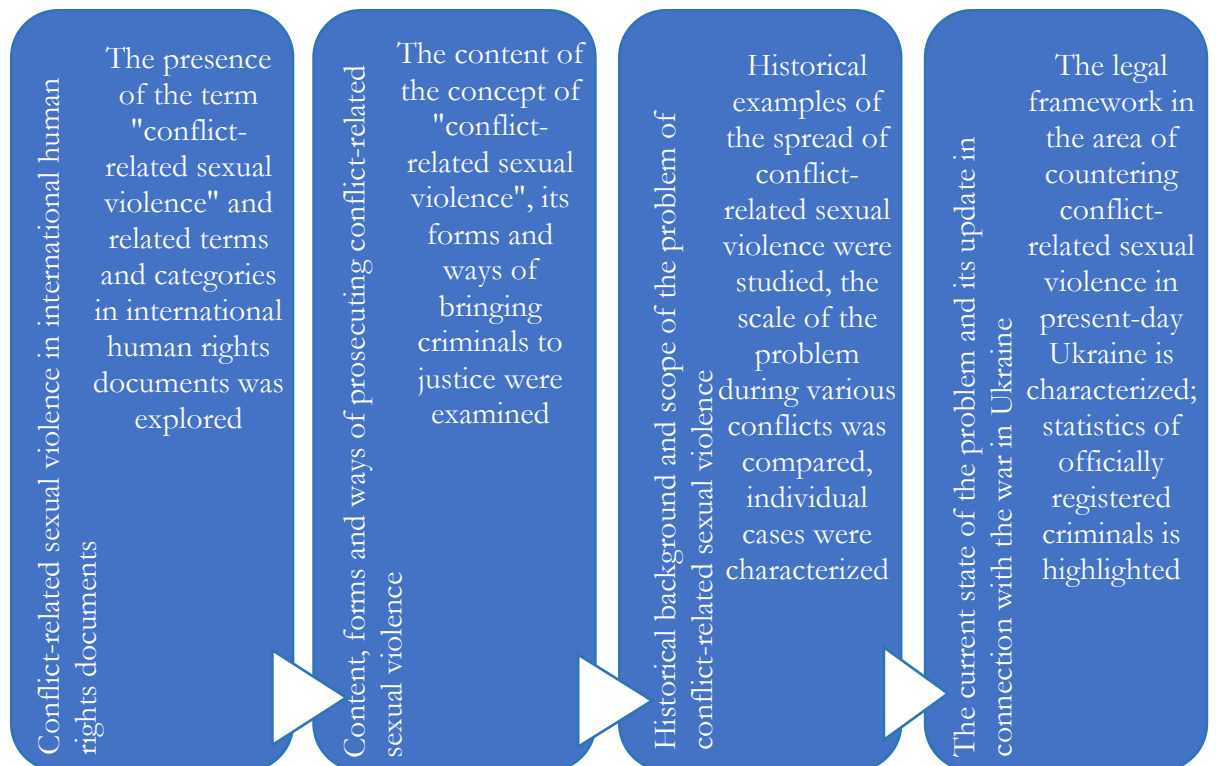 Conflict-related sexual violence in international human
rights documents
The presence
of the term
"conflict-
related sexual
violence" and
related terms
and categories
in international
human rights
documents was
explored
Content, forms and ways of prosecuting conflict-related
sexual violence
The content of
the concept of
"conflict-
related sexual
violence", its
forms and
ways of
bringing
criminals to
justice were
examined
Historical background and scope of the problem of
conflict-related sexual violence
Historical
examples of
the spread of
conflict-
related sexual
violence were
studied, the
scale of the
problem
during various
conflicts was
compared,
individual
cases were
characterized
The current state of the problem and its update in
connection with the war in Ukraine
The legal
framework in
the area of
countering
conflict-
related sexual
violence in
present-day
Ukraine is
characterized;
statistics of
officially
registered
criminals is
highlighted